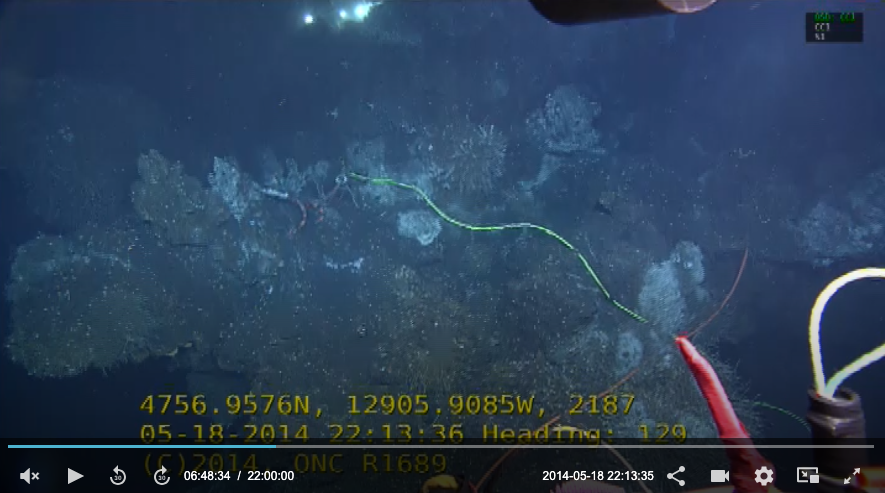 CC1
4756.9576N, 12905.9085W, 2187
05-18-2014 22:13:36 Heading: 129
(C)2014, ONC R1689
06:48:34 / 22:00:00
2014-05-18 22:13:35